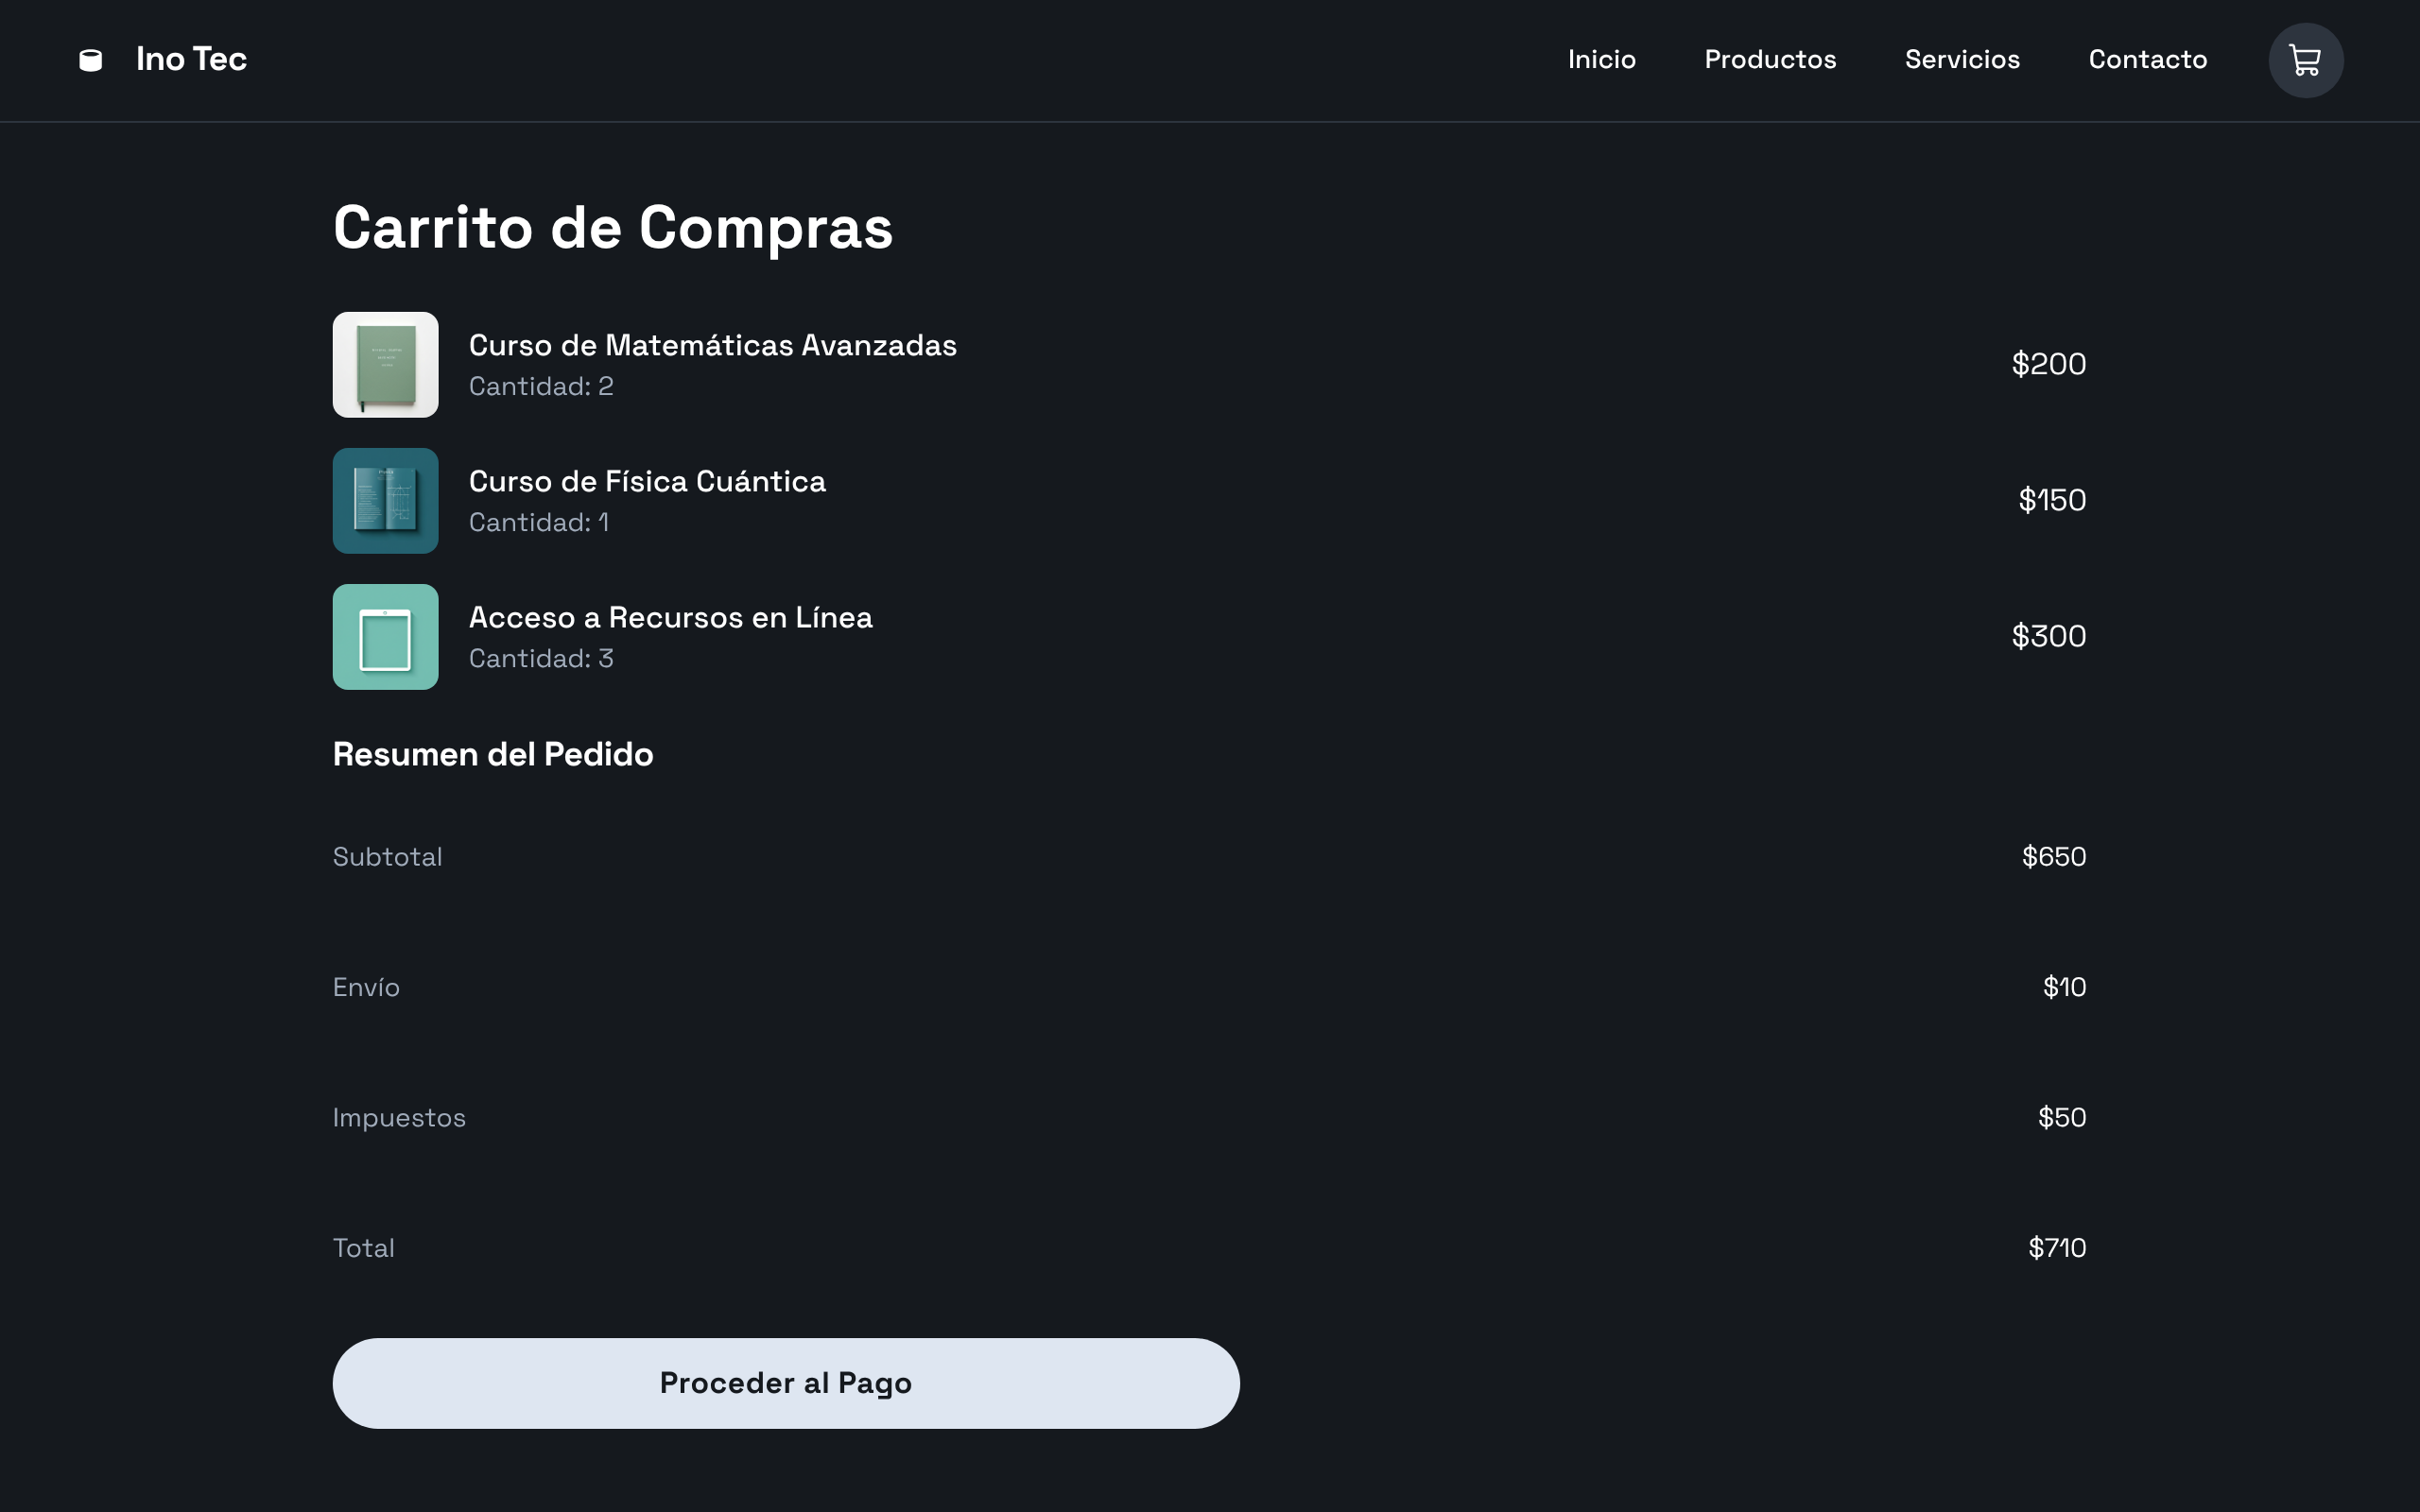 Ino Tec
Inicio
Productos
Servicios
Contacto
Carrito de Compras
Curso de Matemáticas Avanzadas
Cantidad: 2
$200
Curso de Física Cuántica
Cantidad: 1
$150
Acceso a Recursos en Línea
Cantidad: 3
$300
Resumen del Pedido
Subtotal
$650
Envío
$10
Impuestos
$50
Total
$710
Proceder al Pago